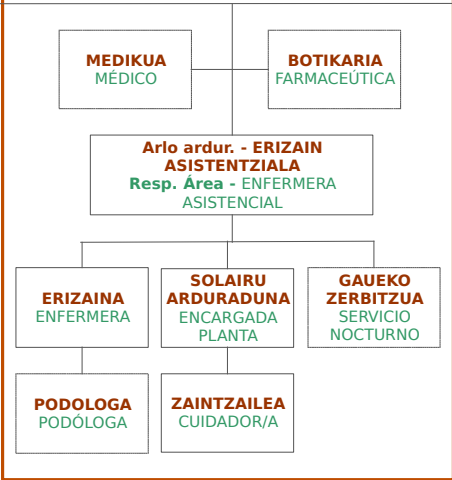 MEDIKUA
MÉDICO
BOTIKARIA
FARMACEÚTICA
Arlo ardur. - ERIZAIN
ASISTENTZIALA
Resp. Área - ENFERMERA
ASISTENCIAL
ERIZAINA
ENFERMERA
SOLAIRU
ARDURADUNA
ENCARGADA
PLANTA
GAUEKO
ZERBITZUA
SERVICIO
NOCTURNO
PODOLOGA
PODÓLOGA
ZAINTZAILEA
CUIDADOR/A